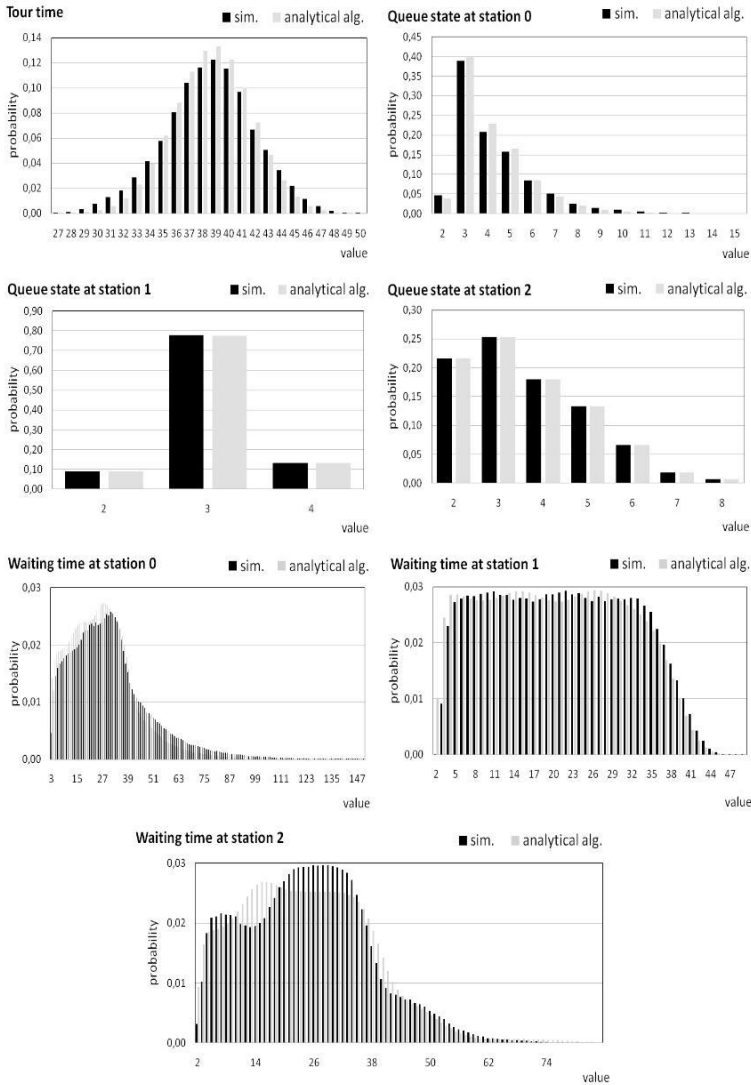 Tour time
sim. analytical alg.
0,14
0,12
0,10
0,08
0,06
0,04
0,02
0,00
probability
27 28 29 30 31 32 33 34 35 36 37 38 39 40 41 42 43 44 45 46 47 48 49 50
value
Queue state at station 0
sim. analytical alg.
0,45
0,40
0,35
0,30
0,25
0,20
0,15
0,10
0,05
0,00
probability
2 3 4 5 6 7 8 9 10 11 12 13 14 15
value
Queue state at station 1
sim. analytical alg.
0,90
0,80
0,70
0,60
0,50
0,40
0,30
0,20
0,10
0,00
probability
2 3 4
value
Queue state at station 2
sim. analytical alg.
0,30
0,25
0,20
0,15
0,10
0,05
0,00
probability
2 3 4 5 6 7 8
value
Waiting time at station 0
sim. analytical alg.
0,03
0,02
0,01
0,00
probability
3 15 27 39 51 63 75 87 99 111 123 135 147
value
Waiting time at station 1
sim. analytical alg.
0,03
0,02
0,01
0,00
probability
2 5 8 11 14 17 20 23 26 29 32 35 38 41 44 47
value
Waiting time at station 2
sim. analytical alg.
0,03
0,02
0,01
0,00
probability
2 14 26 38 50 62 74
value